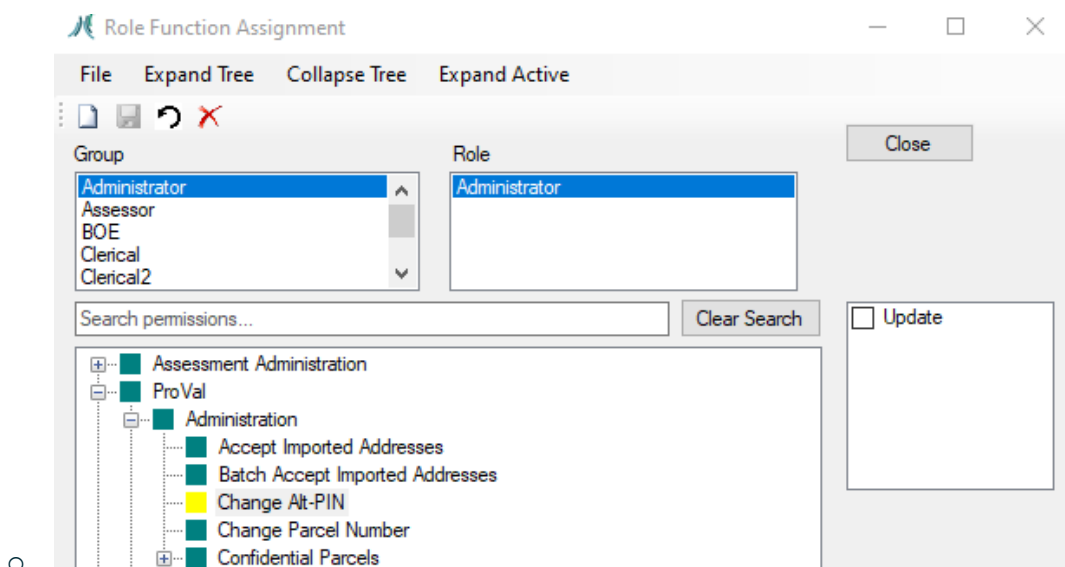 Role Function Assignment
File Expand Tree Collapse Tree Expand Active
Close
Group Role
Administrator Administrator
Assessor
BOE
Clerical
Clerical2
Search permissions... Clear Search Update
Assessment Administration
ProVal
Administration
Accept Imported Addresses
Batch Accept Imported Addresses
Change Alt-PIN
Change Parcel Number
Confidential Parcels